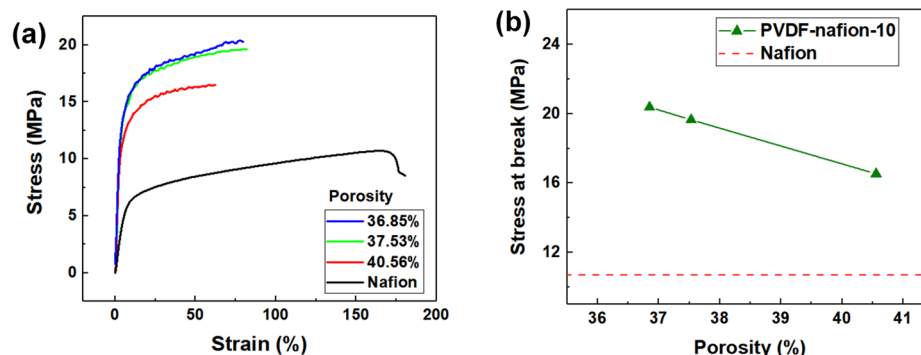 (a)
Stress (MPa)
20
15
10
5
0
0 50 100 150 200
Strain (%)
Porosity
36.85%
37.53%
40.56%
Nafion
(b)
Stress at break (MPa)
24
20
16
12
36 37 38 39 40 41
Porosity (%)
PVDF-nafion-10
Nafion